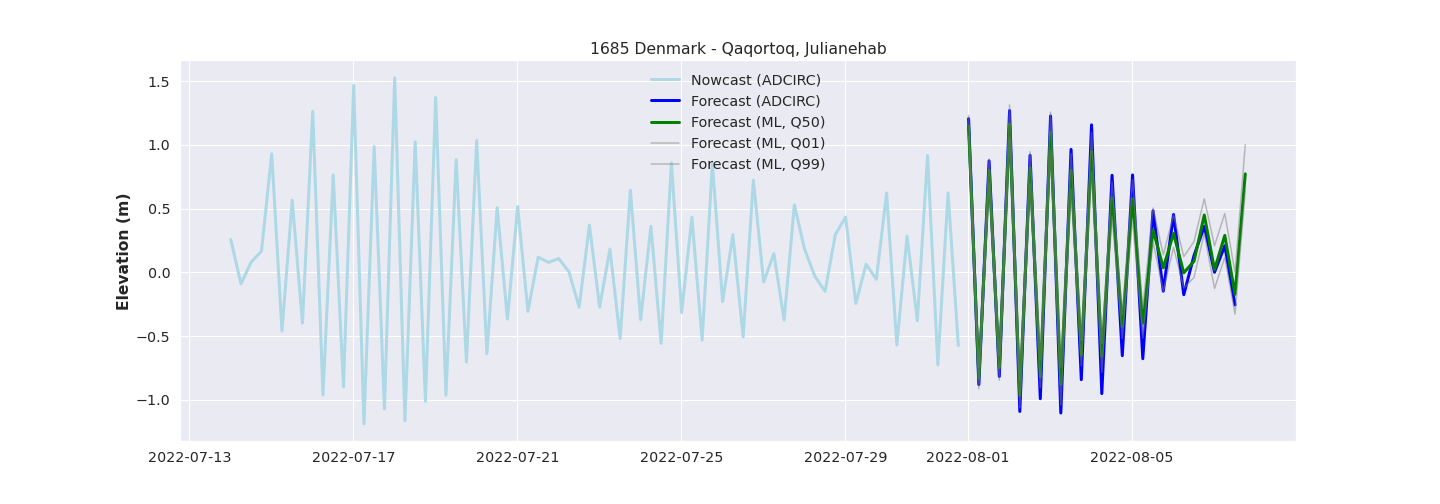 1685 Denmark - Qaqortoq, Julianehab
Nowcast (ADCIRC)
Forecast (ADCIRC)
Forecast (ML, Q50)
Forecast (ML, Q01)
Forecast (ML, Q99)
Elevation (m)
1.5
1.0
0.5
0.0
−0.5
−1.0
2022-07-13 2022-07-17 2022-07-21 2022-07-25 2022-07-29 2022-08-01 2022-08-05